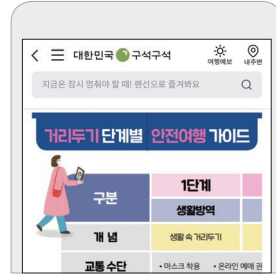 대한민국 구석구석 여행예보 내주변
지금은 잠시 멈춰야 할 때! 랜선으로 즐겨봐요
거리두기 단계별 안전여행 가이드
구분 1단계
생활방역
개 념 생활 속 거리두기
교통 수단 • 마스크 착용 • 온라인 예매 권